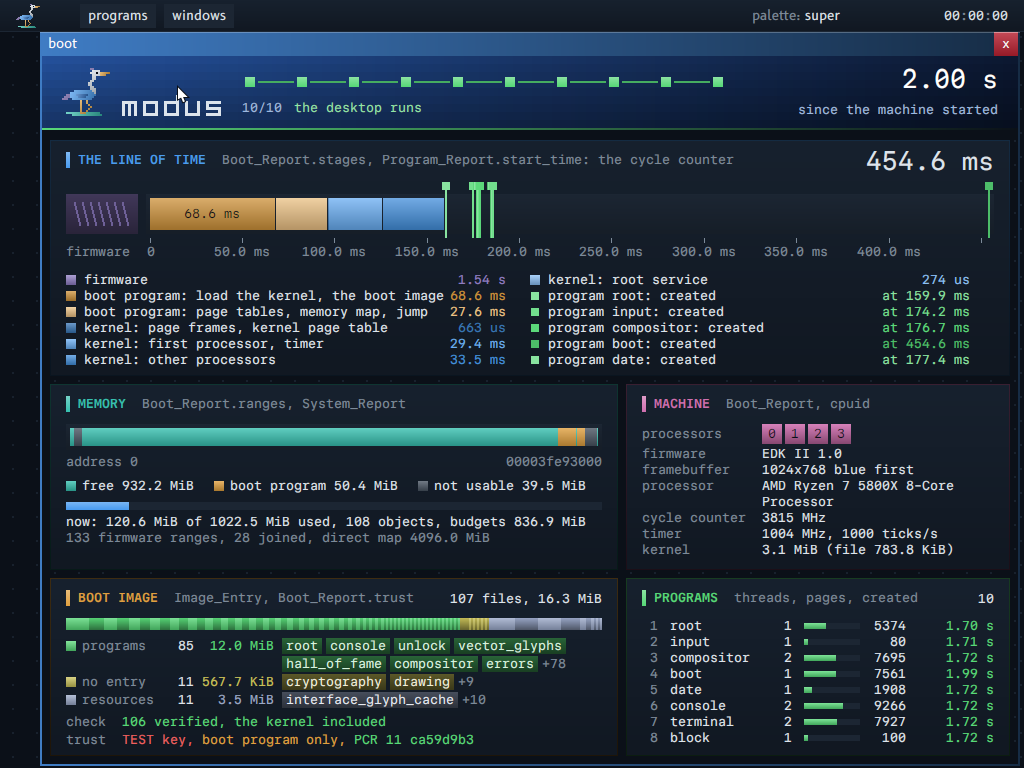 programs windows palette: super 00:00:00
boot x
MODUS 10/10 the desktop runs
2.00 s
since the machine started
THE LINE OF TIME Boot_Report.stages, Program_Report.start_time: the cycle counter 454.6 ms
68.6 ms
firmware 0 50.0 ms 100.0 ms 150.0 ms 200.0 ms 250.0 ms 300.0 ms 350.0 ms 400.0 ms
firmware 1.54 s
boot program: load the kernel, the boot image 68.6 ms
boot program: page tables, memory map, jump 27.6 ms
kernel: page frames, kernel page table 663 us
kernel: first processor, timer 29.4 ms
kernel: other processors 33.5 ms
kernel: root service 274 us
program root: created at 159.9 ms
program input: created at 174.2 ms
program compositor: created at 176.7 ms
program boot: created at 454.6 ms
program date: created at 177.4 ms
MEMORY Boot_Report.ranges, System_Report
address 0 00003fe93000
free 932.2 MiB boot program 50.4 MiB not usable 39.5 MiB
now: 120.6 MiB of 1022.5 MiB used, 108 objects, budgets 836.9 MiB
133 firmware ranges, 28 joined, direct map 4096.0 MiB
MACHINE Boot_Report, cpuid
processors 0 1 2 3
firmware EDK II 1.0
framebuffer 1024x768 blue first
processor AMD Ryzen 7 5800X 8-Core
Processor
cycle counter 3815 MHz
timer 1004 MHz, 1000 ticks/s
kernel 3.1 MiB (file 783.8 KiB)
BOOT IMAGE Image_Entry, Boot_Report.trust 107 files, 16.3 MiB
programs 85 12.0 MiB root console unlock vector_glyphs
hall_of_fame compositor errors +78
no entry 11 567.7 KiB cryptography drawing +9
resources 11 3.5 MiB interface_glyph_cache +10
check 106 verified, the kernel included
trust TEST key, boot program only, PCR 11 ca59d9b3
PROGRAMS threads, pages, created 10
1 root 1 5374 1.70 s
2 input 1 80 1.71 s
3 compositor 2 7695 1.72 s
4 boot 1 7561 1.99 s
5 date 1 1908 1.72 s
6 console 2 9266 1.72 s
7 terminal 2 7927 1.72 s
8 block 1 100 1.72 s